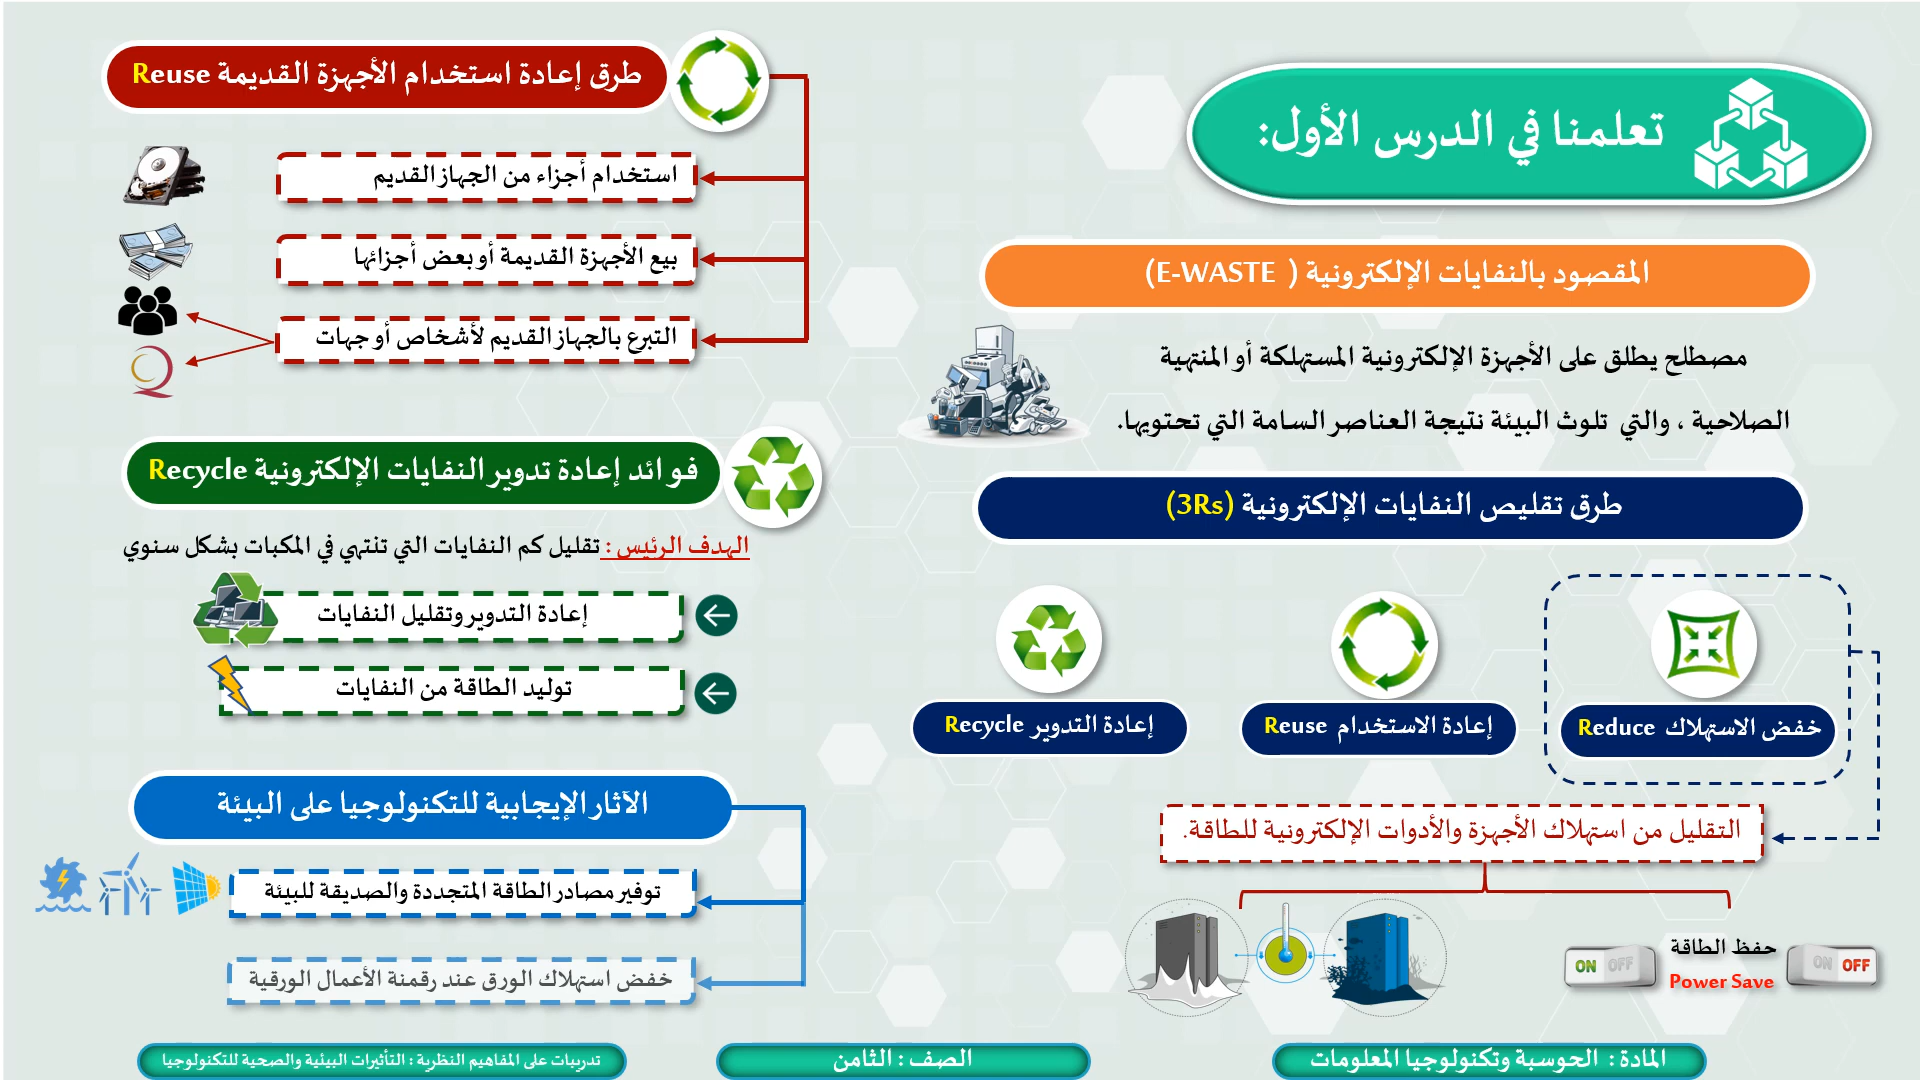 تعلمنا في الدرس الأول:
المقصود بالنفايات الإلكترونية ( E-WASTE)
مصطلح يطلق على الأجهزة الإلكترونية المستهلكة أو المنتهية
الصلاحية ، والتي تلوث البيئة نتيجة العناصر السامة التي تحتويها.
طرق تقليص النفايات الإلكترونية (3Rs)
خفض الاستهلاك Reduce
إعادة الاستخدام Reuse
إعادة التدوير Recycle
التقليل من استهلاك الأجهزة والأدوات الإلكترونية للطاقة.
ON OFF
حفظ الطاقة
Power Save
ON OFF
طرق إعادة استخدام الأجهزة القديمة Reuse
استخدام أجزاء من الجهاز القديم
بيع الأجهزة القديمة أو بعض أجزائها
التبرع بالجهاز القديم لأشخاص أو جهات
فوائد إعادة تدوير النفايات الإلكترونية Recycle
الهدف الرئيس : تقليل كم النفايات التي تنتهي في المكبات بشكل سنوي
إعادة التدوير وتقليل النفايات
توليد الطاقة من النفايات
الآثار الإيجابية للتكنولوجيا على البيئة
توفير مصادر الطاقة المتجددة والصديقة للبيئة
خفض استهلاك الورق عند رقمنة الأعمال الورقية
المادة : الحوسبة وتكنولوجيا المعلومات
الصف : الثامن
تدريبات على المفاهيم النظرية : التأثيرات البيئية والصحية للتكنولوجيا